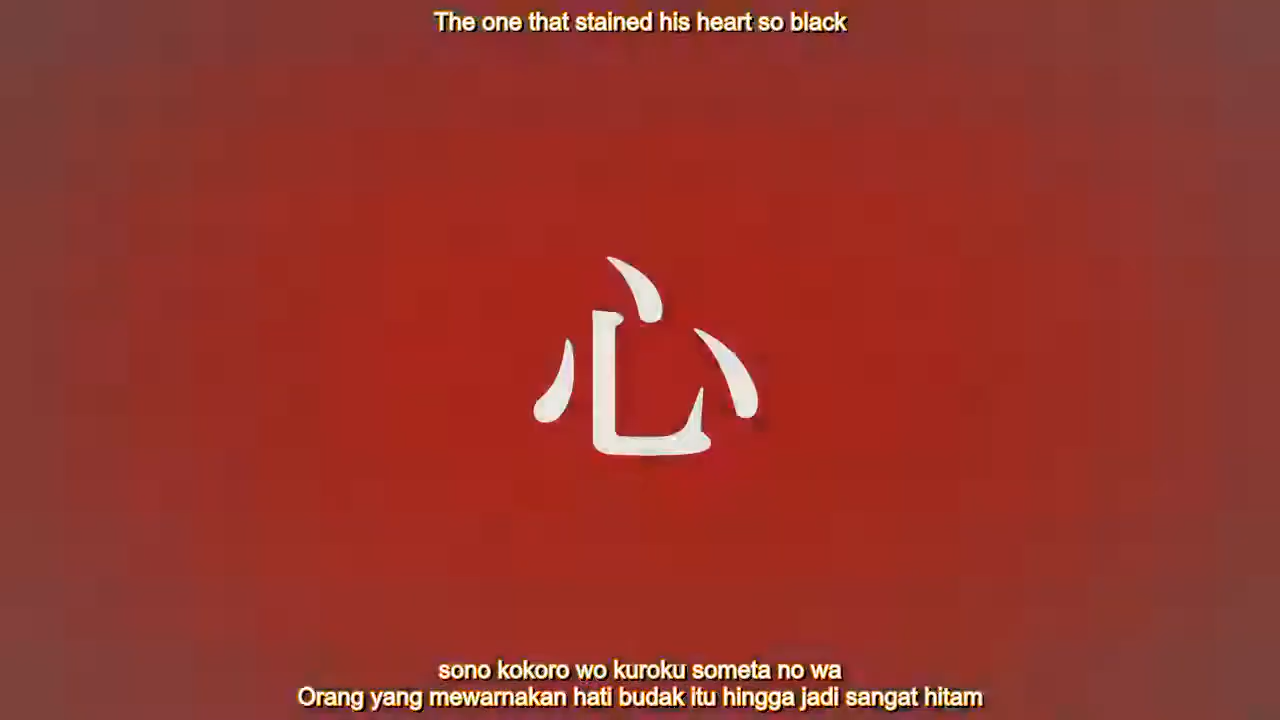 The one that stained his heart so black
心
sono kokoro wo kuroku someta no wa
Orang yang mewarnakan hati budak itu hingga jadi sangat hitam